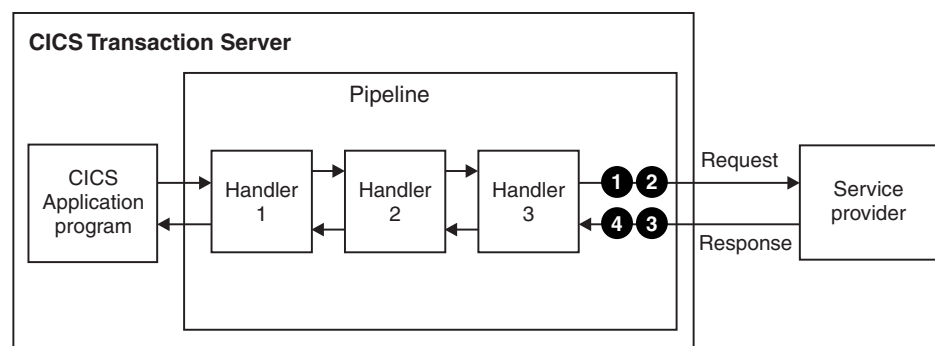 CICS Transaction Server
Pipeline
CICS
Application
program
Handler
1
Handler
2
Handler
3
1 2
4 3
Request
Response
Service
provider